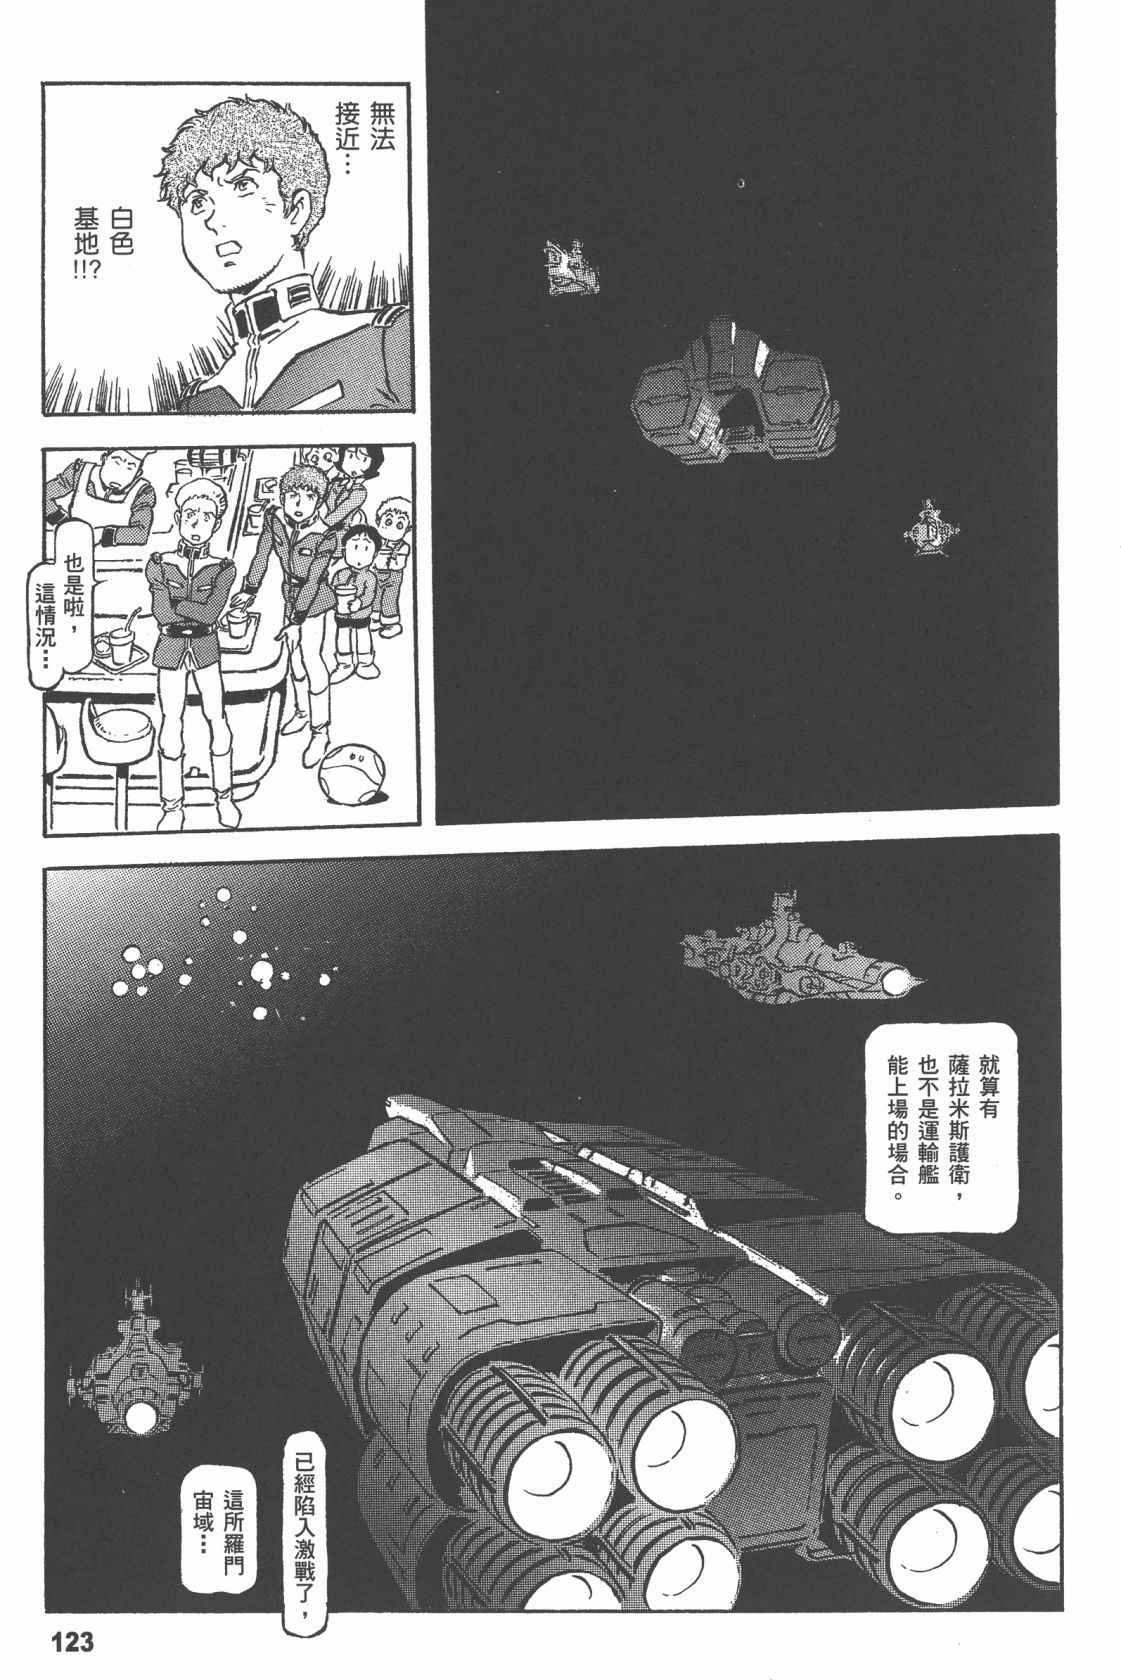 無法
接近…
白色
基地!!?
也是啦，
這情況…
就算有
薩拉米斯護衛，
也不是運輸艦
能上場的場合。
已經陷入激戰了，
這所羅門
宙域…
123